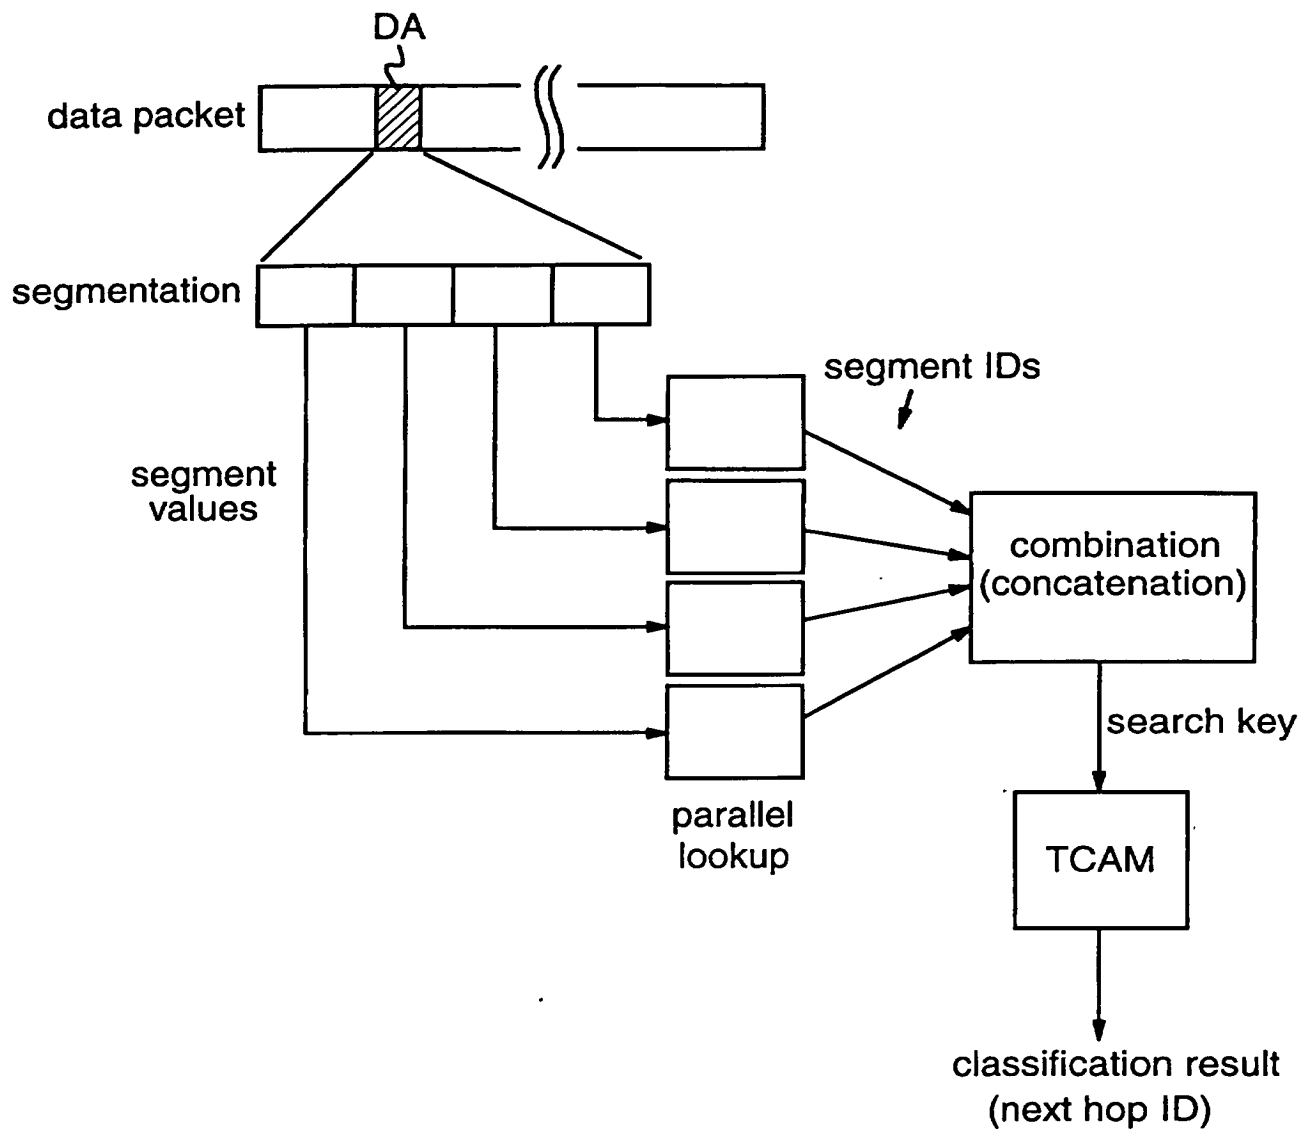 DA
data packet
segmentation
segment IDs
segment
values
combination
(concatenation)
search key
parallel
lookup
TCAM
classification result
(next hop ID)